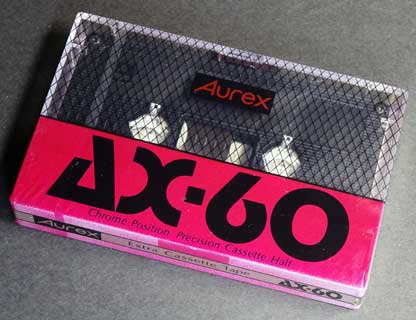 Aurex
AX-60
Chrome Position, Precision Cassette Half
Aurex
Extra Cassette Tape
AX-60